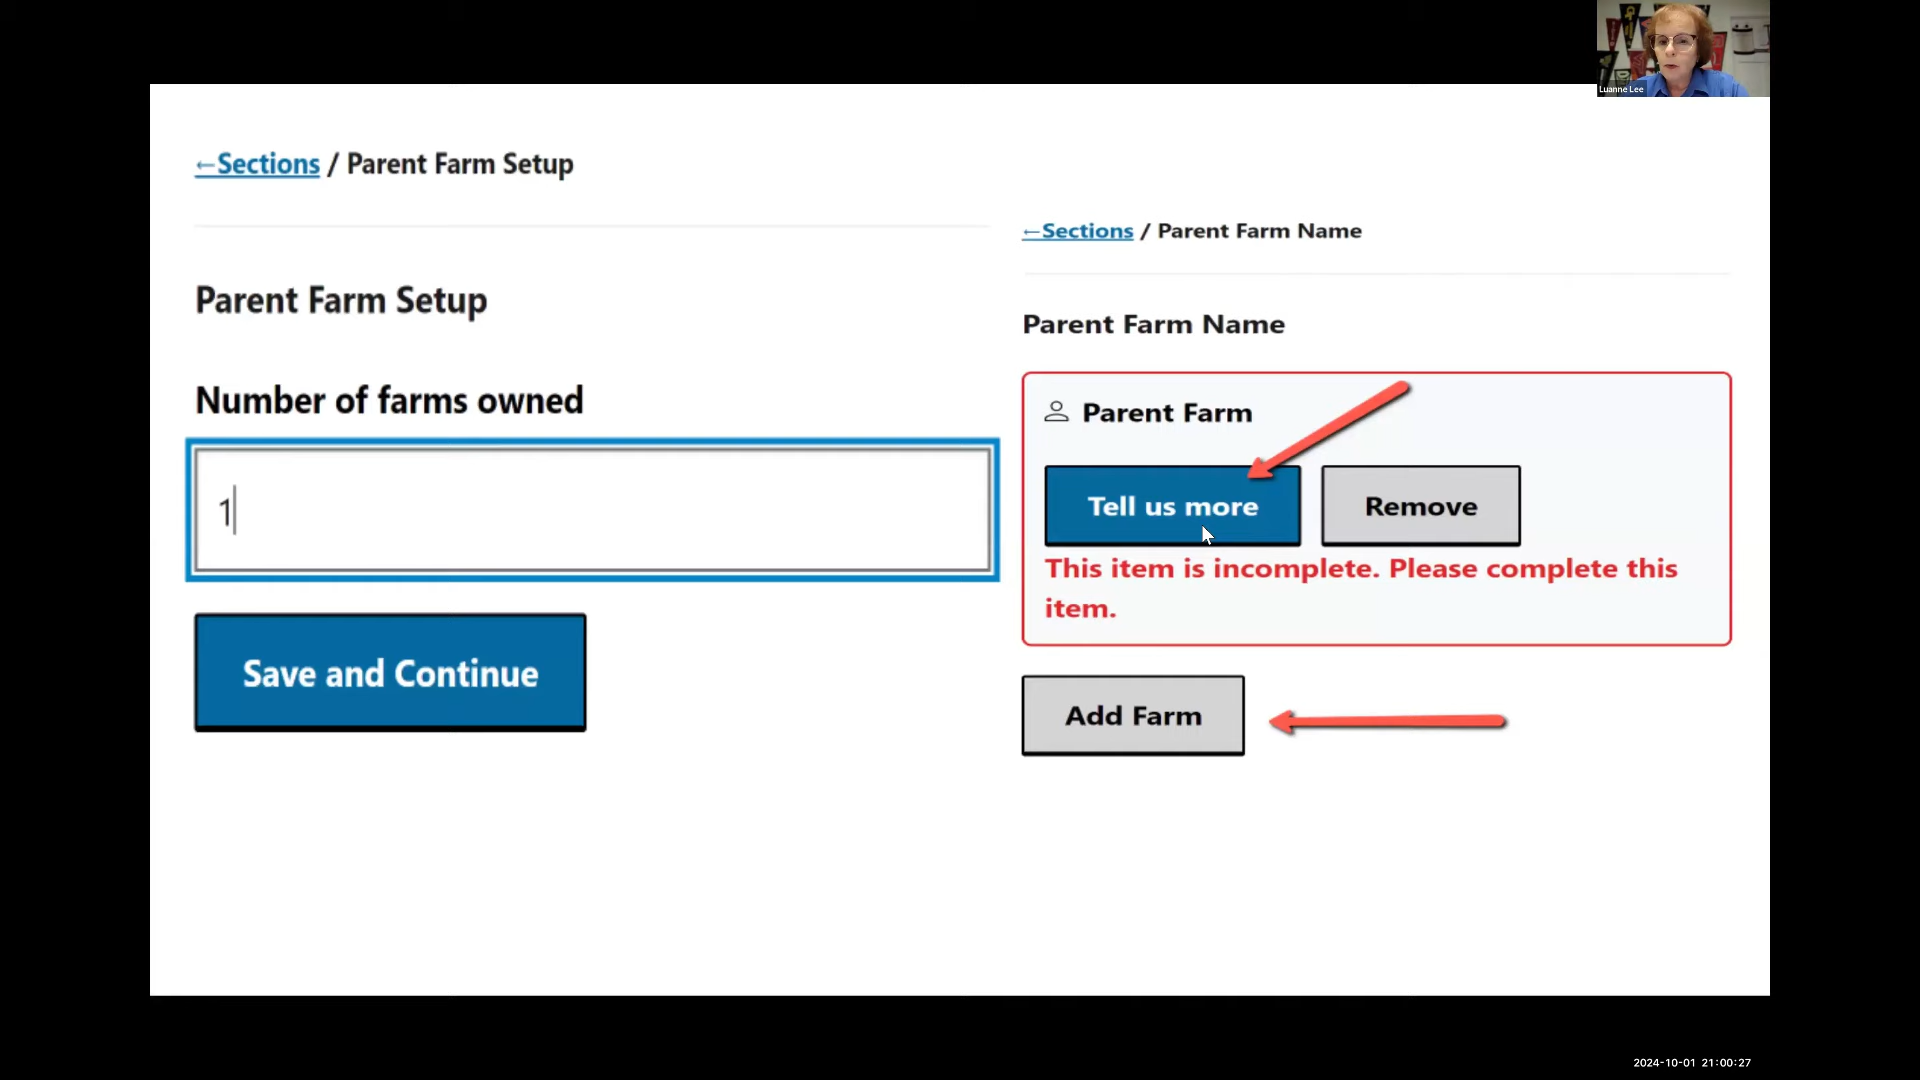 Luanne Lee
←Sections / Parent Farm Setup
Parent Farm Setup
Number of farms owned
1
Save and Continue
←Sections / Parent Farm Name
Parent Farm Name
Parent Farm
Tell us more
Remove
This item is incomplete. Please complete this
item.
Add Farm
2024-10-01 21:00:27